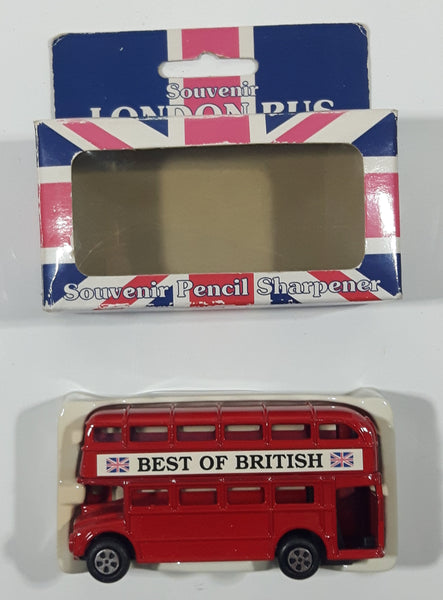 Souvenir
LONDON BUS
Souvenir Pencil Sharpener
BEST OF BRITISH